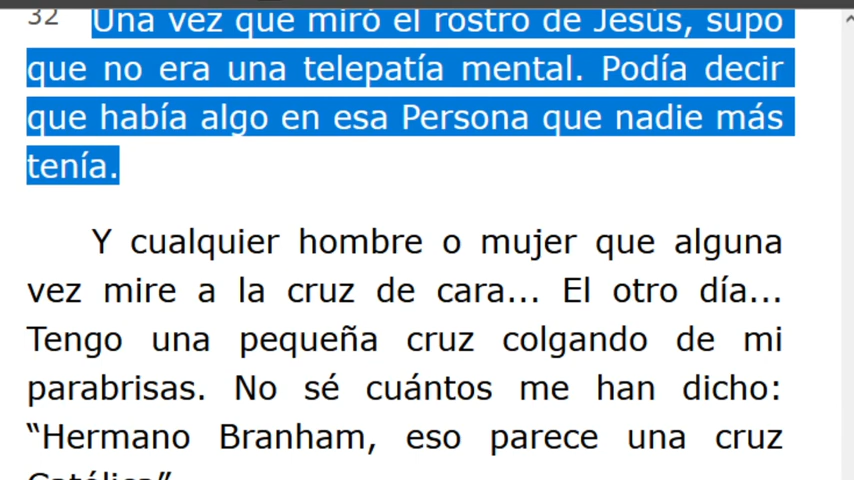 32 Una vez que miró el rostro de Jesús, supo
que no era una telepatía mental. Podía decir
que había algo en esa Persona que nadie más
tenía.
Y cualquier hombre o mujer que alguna
vez mire a la cruz de cara... El otro día...
Tengo una pequeña cruz colgando de mi
parabrisas. No sé cuántos me han dicho:
“Hermano Branham, eso parece una cruz
Católica”